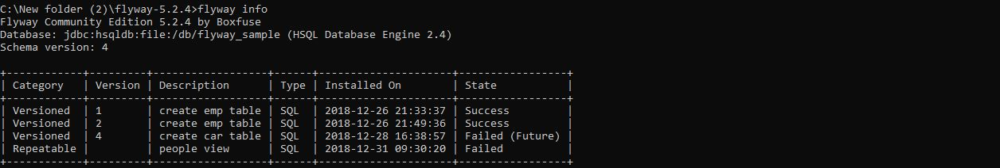 C:\New folder (2)\flyway-5.2.4>flyway info
Flyway Community Edition 5.2.4 by Boxfuse
Database: jdbc:hsqldb:file:/db/flyway_sample (HSQL Database Engine 2.4)
Schema version: 4
+------------+---------+------------------+------+---------------------+-----------------+
| Category   | Version | Description      | Type | Installed On        | State           |
+------------+---------+------------------+------+---------------------+-----------------+
| Versioned  | 1       | create emp table | SQL  | 2018-12-26 21:33:37 | Success         |
| Versioned  | 2       | create emp table | SQL  | 2018-12-26 21:49:36 | Success         |
| Versioned  | 4       | create car table | SQL  | 2018-12-28 16:38:57 | Failed (Future) |
| Repeatable |         | people view      | SQL  | 2018-12-31 09:30:20 | Failed          |
+------------+---------+------------------+------+---------------------+-----------------+